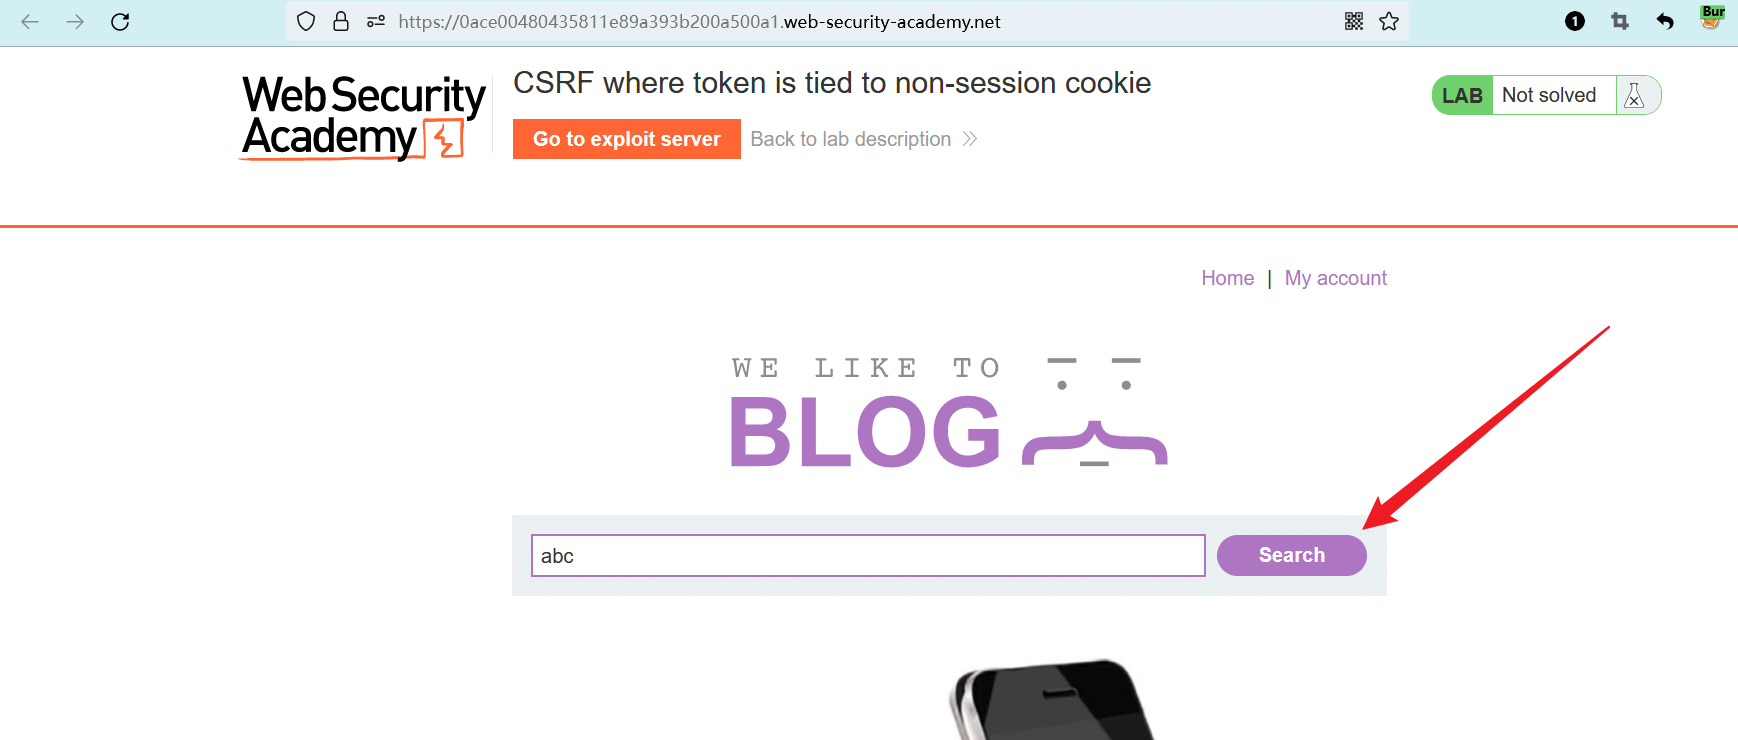 https://0ace00480435811e89a393b200a500a1.web-security-academy.net
1
Bur
Web Security
Academy
CSRF where token is tied to non-session cookie
Go to exploit server
Back to lab description
LAB
Not solved
Home | My account
WE LIKE TO
BLOG
abc
Search